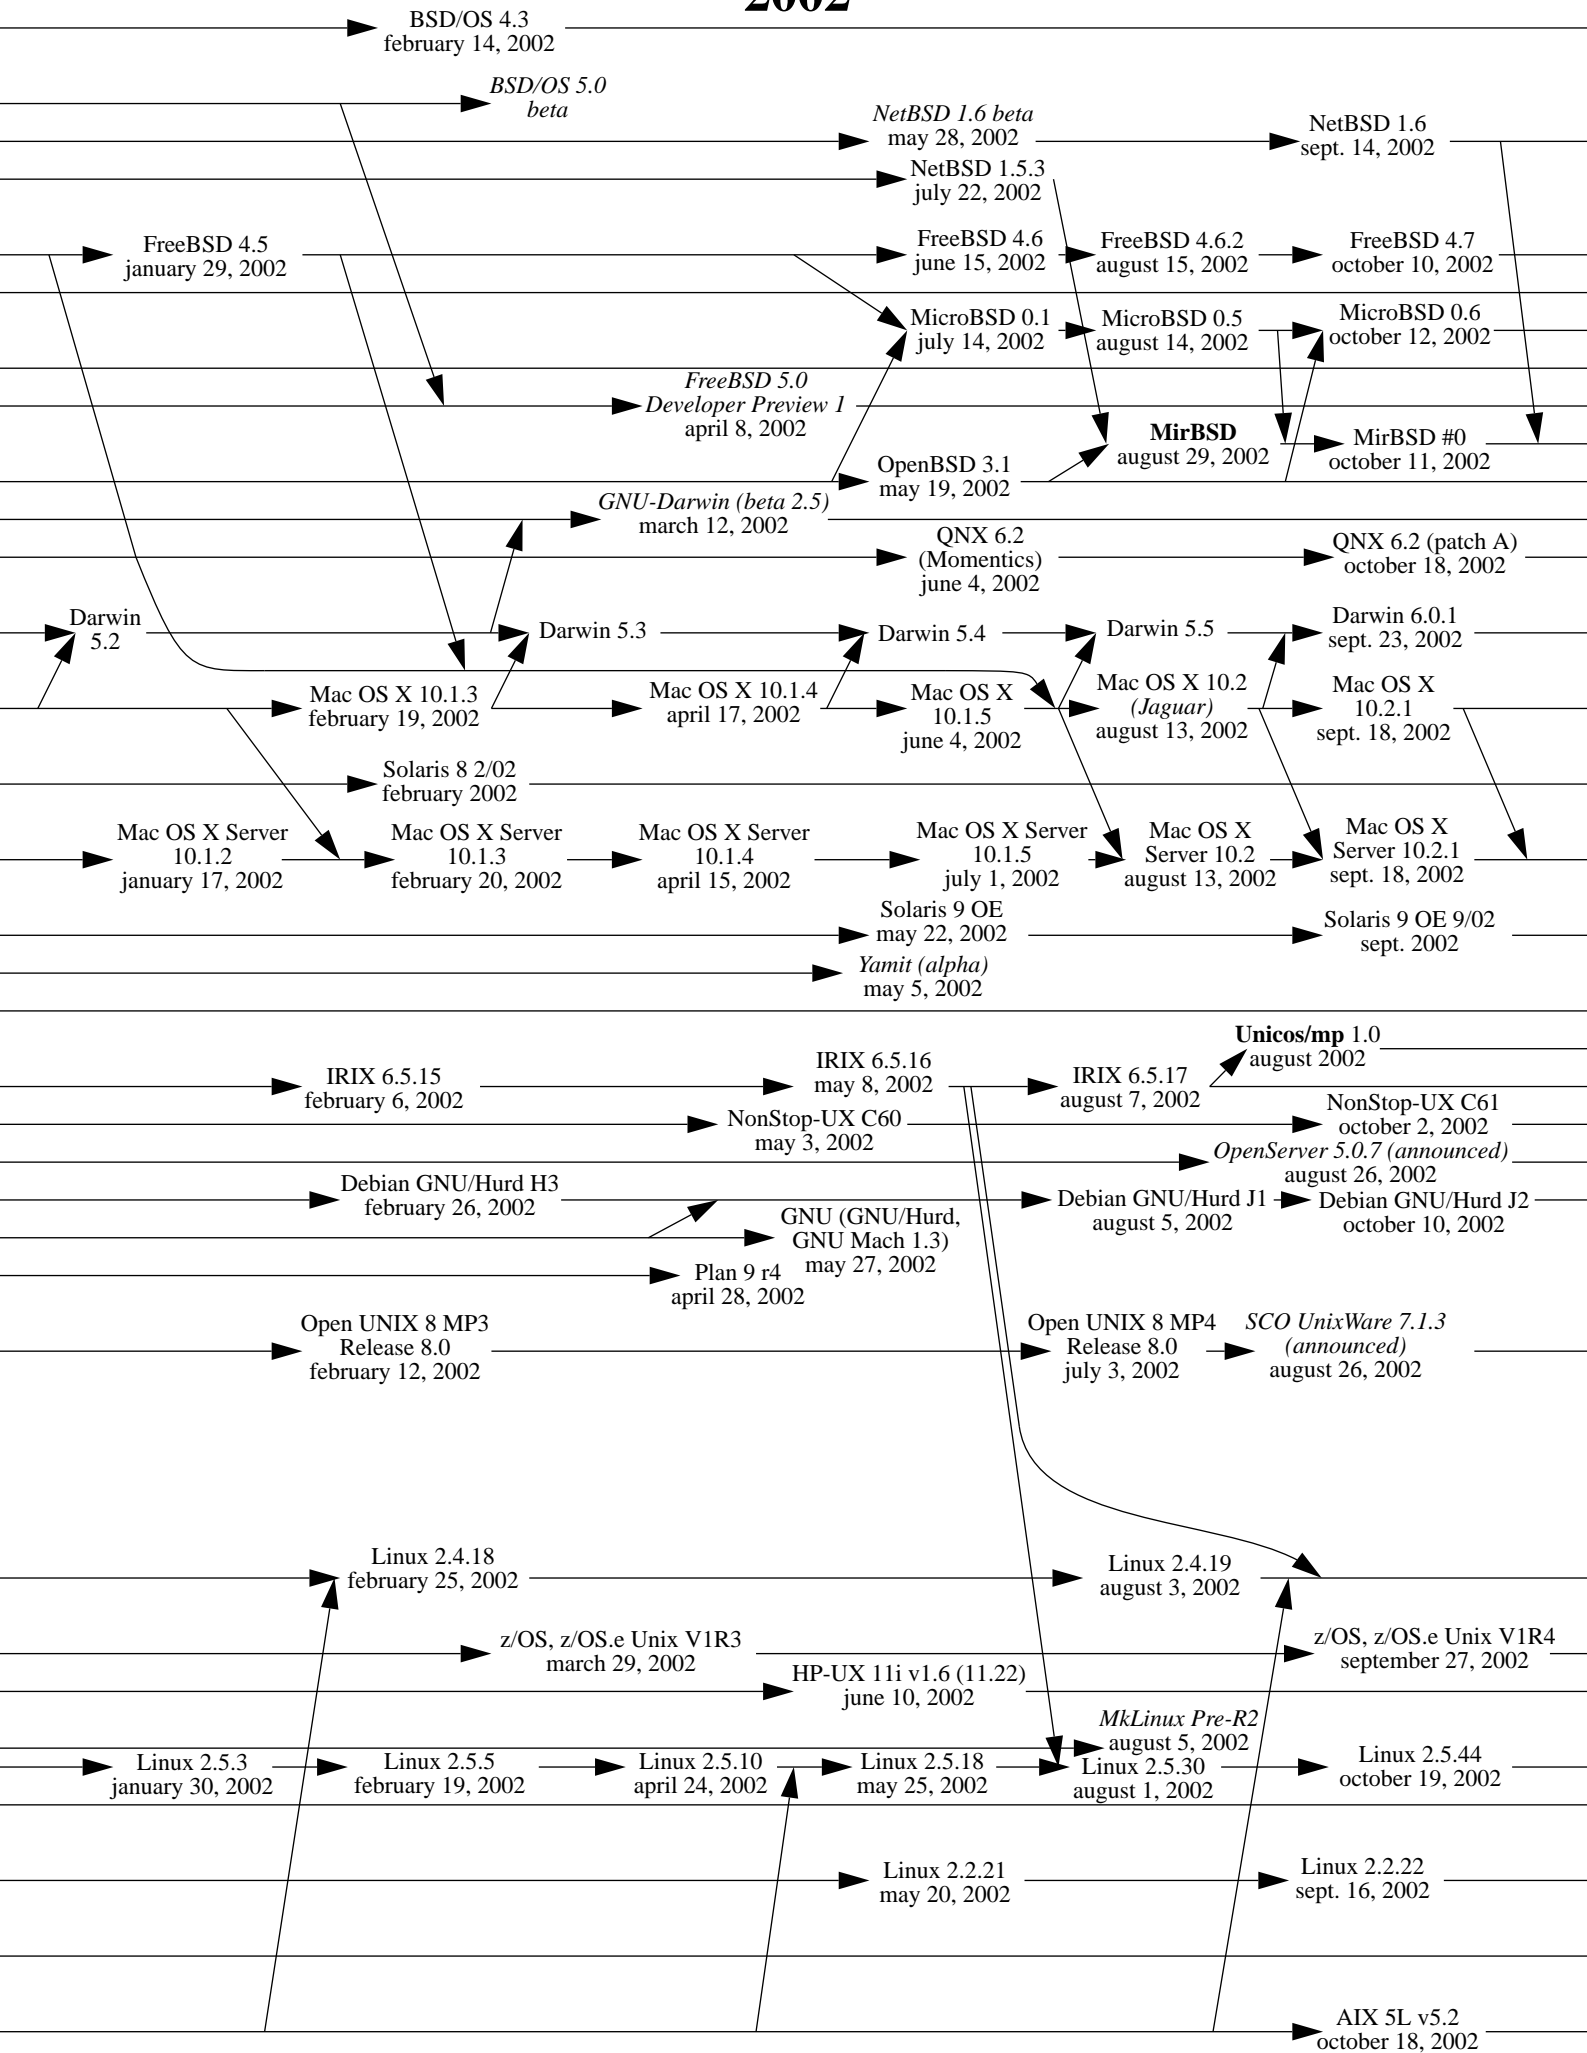 2002
BSD/OS 4.3
february 14, 2002
BSD/OS 5.0
beta
NetBSD 1.6 beta
may 28, 2002
NetBSD 1.6
sept. 14, 2002
NetBSD 1.5.3
july 22, 2002
FreeBSD 4.5
january 29, 2002
FreeBSD 4.6
june 15, 2002
FreeBSD 4.6.2
august 15, 2002
FreeBSD 4.7
october 10, 2002
MicroBSD 0.1
july 14, 2002
MicroBSD 0.5
august 14, 2002
MicroBSD 0.6
october 12, 2002
FreeBSD 5.0
Developer Preview 1
april 8, 2002
MirBSD
august 29, 2002
MirBSD #0
october 11, 2002
OpenBSD 3.1
may 19, 2002
GNU-Darwin (beta 2.5)
march 12, 2002
QNX 6.2
(Momentics)
june 4, 2002
QNX 6.2 (patch A)
october 18, 2002
Darwin
5.2
Darwin 5.3
Darwin 5.4
Darwin 5.5
Darwin 6.0.1
sept. 23, 2002
Mac OS X 10.1.3
february 19, 2002
Mac OS X 10.1.4
april 17, 2002
Mac OS X
10.1.5
june 4, 2002
Mac OS X 10.2
(Jaguar)
august 13, 2002
Mac OS X
10.2.1
sept. 18, 2002
Solaris 8 2/02
february 2002
Mac OS X Server
10.1.2
january 17, 2002
Mac OS X Server
10.1.3
february 20, 2002
Mac OS X Server
10.1.4
april 15, 2002
Mac OS X Server
10.1.5
july 1, 2002
Mac OS X
Server 10.2
august 13, 2002
Mac OS X
Server 10.2.1
sept. 18, 2002
Solaris 9 OE
may 22, 2002
Solaris 9 OE 9/02
sept. 2002
Yamit (alpha)
may 5, 2002
Unicos/mp 1.0
august 2002
IRIX 6.5.15
february 6, 2002
IRIX 6.5.16
may 8, 2002
IRIX 6.5.17
august 7, 2002
NonStop-UX C60
may 3, 2002
NonStop-UX C61
october 2, 2002
OpenServer 5.0.7 (announced)
august 26, 2002
Debian GNU/Hurd H3
february 26, 2002
Debian GNU/Hurd J1
august 5, 2002
Debian GNU/Hurd J2
october 10, 2002
GNU (GNU/Hurd,
GNU Mach 1.3)
may 27, 2002
Plan 9 r4
april 28, 2002
Open UNIX 8 MP3
Release 8.0
february 12, 2002
Open UNIX 8 MP4
Release 8.0
july 3, 2002
SCO UnixWare 7.1.3
(announced)
august 26, 2002
Linux 2.4.18
february 25, 2002
Linux 2.4.19
august 3, 2002
z/OS, z/OS.e Unix V1R3
march 29, 2002
z/OS, z/OS.e Unix V1R4
september 27, 2002
HP-UX 11i v1.6 (11.22)
june 10, 2002
MkLinux Pre-R2
august 5, 2002
Linux 2.5.3
january 30, 2002
Linux 2.5.5
february 19, 2002
Linux 2.5.10
april 24, 2002
Linux 2.5.18
may 25, 2002
Linux 2.5.30
august 1, 2002
Linux 2.5.44
october 19, 2002
Linux 2.2.21
may 20, 2002
Linux 2.2.22
sept. 16, 2002
AIX 5L v5.2
october 18, 2002